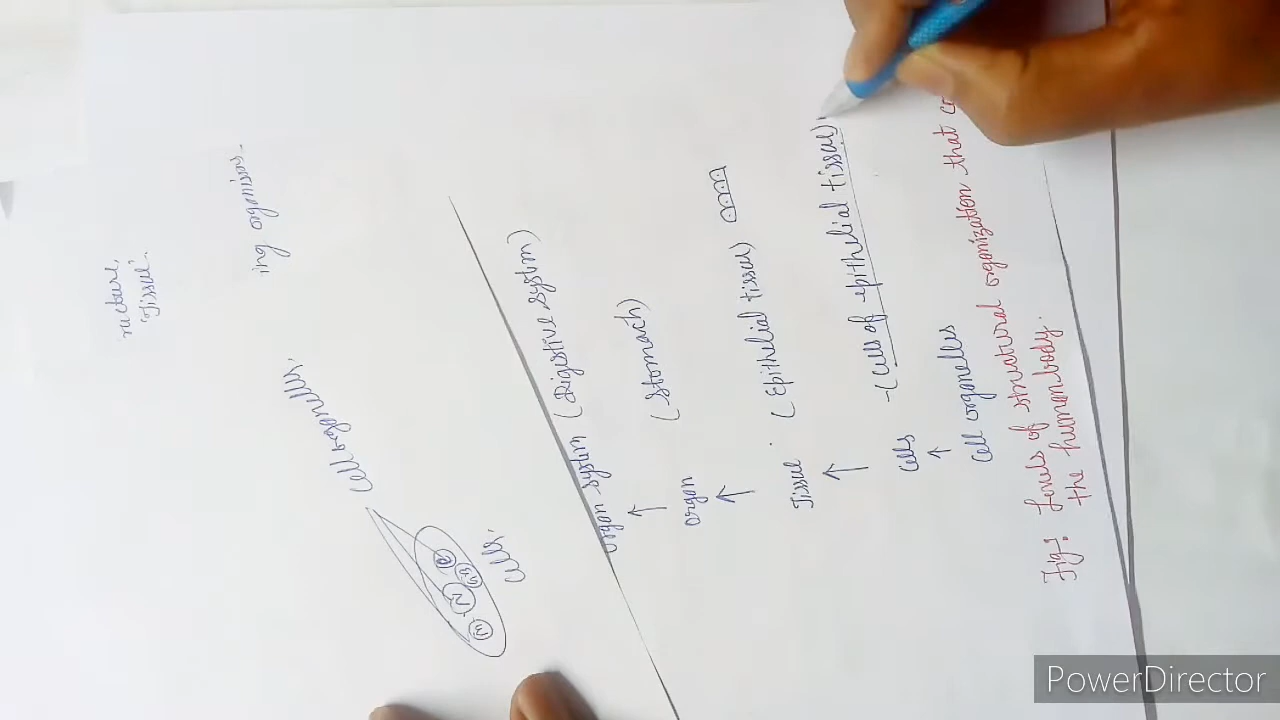 ructure,
'Tissue'.
ing organisms.
Cell organelles.
m
N
Cells.
Organ system (Digestive system)
↑
Organ (Stomach)
↑
Tissue. (Epithelial tissue)
↑
Cells - (Cells of epithelial tissue)
↑
Cell organelles
Fig: Levels of structural organization that co
the human body.
PowerDirector